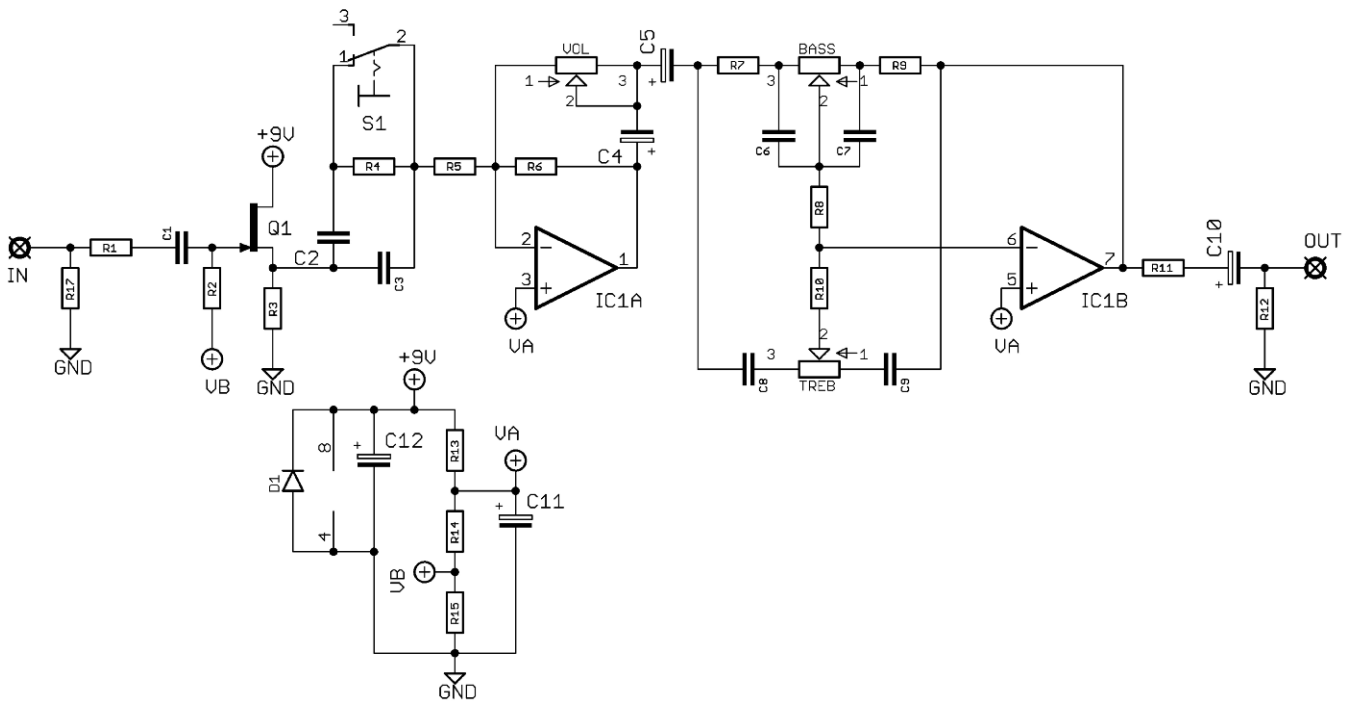 3
2
1
S1
+9V
Q1
IN
R17
R1
C1
R2
VB
R3
GND
GND
C2
C3
R4
R5
R6
VOL
1
2
3
C4
+
C5
+
2
−
3
+
1
IC1A
VA
R7
BASS
3
1
2
R9
C6
C7
R8
R10
2
3
1
C8
TREB
C9
6
−
5
+
7
IC1B
VA
R11
C10
+
R12
OUT
GND
+9V
D1
8
4
+
C12
R13
VA
R14
+
C11
VB
R15
GND